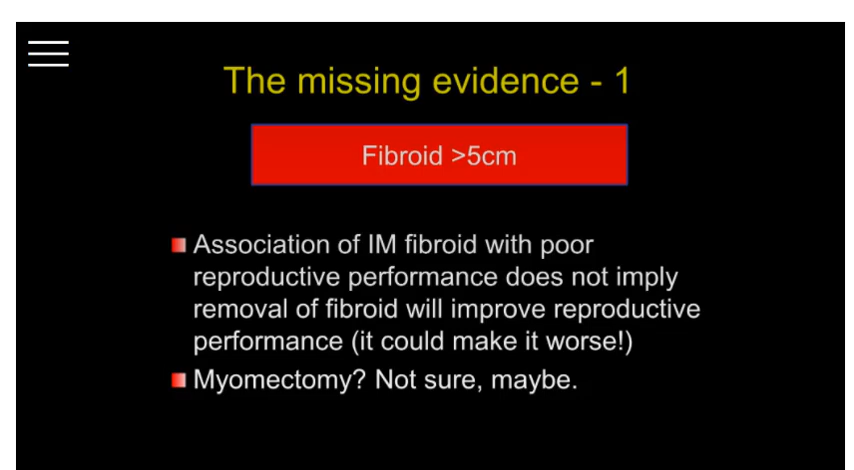 The missing evidence - 1
Fibroid >5cm
Association of IM fibroid with poor
reproductive performance does not imply
removal of fibroid will improve reproductive
performance (it could make it worse!)
Myomectomy? Not sure, maybe.